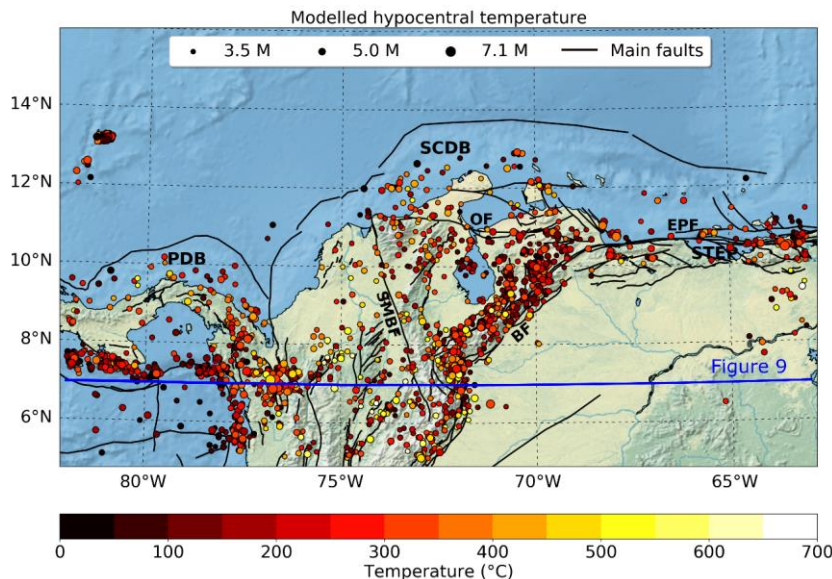 Modelled hypocentral temperature
3.5 M 5.0 M 7.1 M Main faults
14°N
12°N
10°N
8°N
6°N
SCDB
OF
EPF
PDB
STEP
SMBF
BF
Figure 9
80°W 75°W 70°W 65°W
0 100 200 300 400 500 600 700
Temperature (°C)